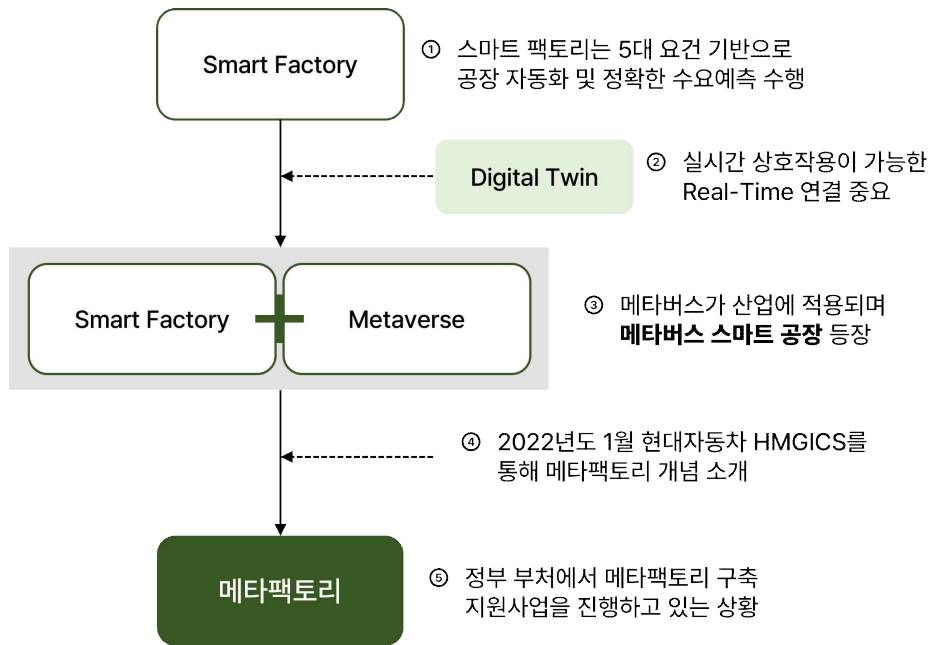 Smart Factory
① 스마트 팩토리는 5대 요건 기반으로
공장 자동화 및 정확한 수요예측 수행
Digital Twin
② 실시간 상호작용이 가능한
Real-Time 연결 중요
Smart Factory
Metaverse
③ 메타버스가 산업에 적용되며
메타버스 스마트 공장 등장
④ 2022년도 1월 현대자동차 HMGICS를
통해 메타팩토리 개념 소개
메타팩토리
⑤ 정부 부처에서 메타팩토리 구축
지원사업을 진행하고 있는 상황